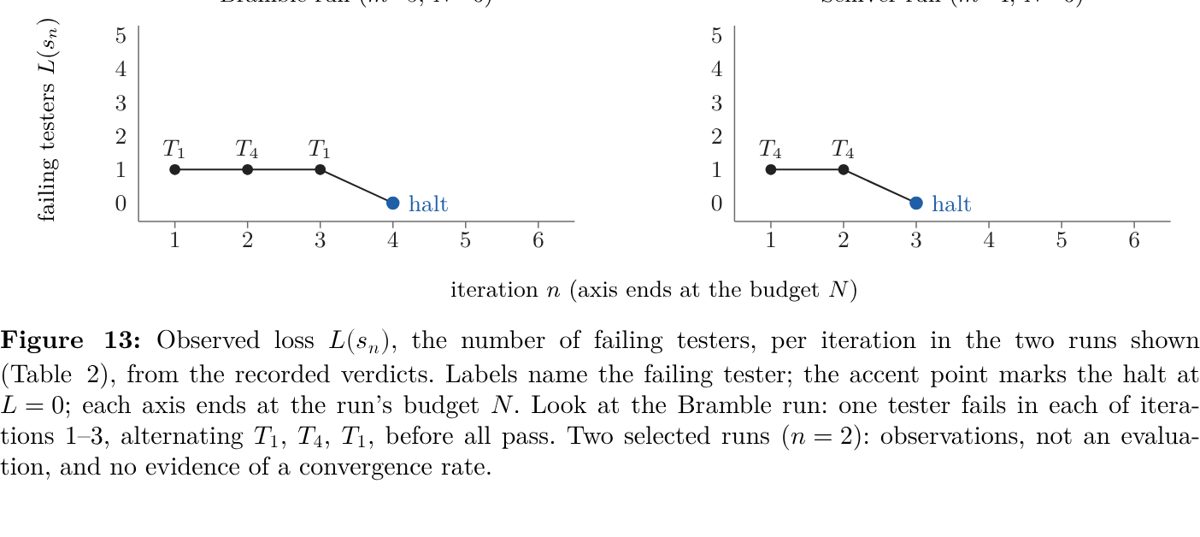 failing testers L(sₙ)
5
4
3
2
1
0
T₁ T₄ T₁
halt
1 2 3 4 5 6
5
4
3
2
1
0
T₄ T₄
halt
1 2 3 4 5 6
iteration n (axis ends at the budget N)
Figure 13: Observed loss L(sₙ), the number of failing testers, per iteration in the two runs shown
(Table 2), from the recorded verdicts. Labels name the failing tester; the accent point marks the halt at
L = 0; each axis ends at the run’s budget N. Look at the Bramble run: one tester fails in each of itera-
tions 1–3, alternating T₁, T₄, T₁, before all pass. Two selected runs (n = 2): observations, not an evalua-
tion, and no evidence of a convergence rate.